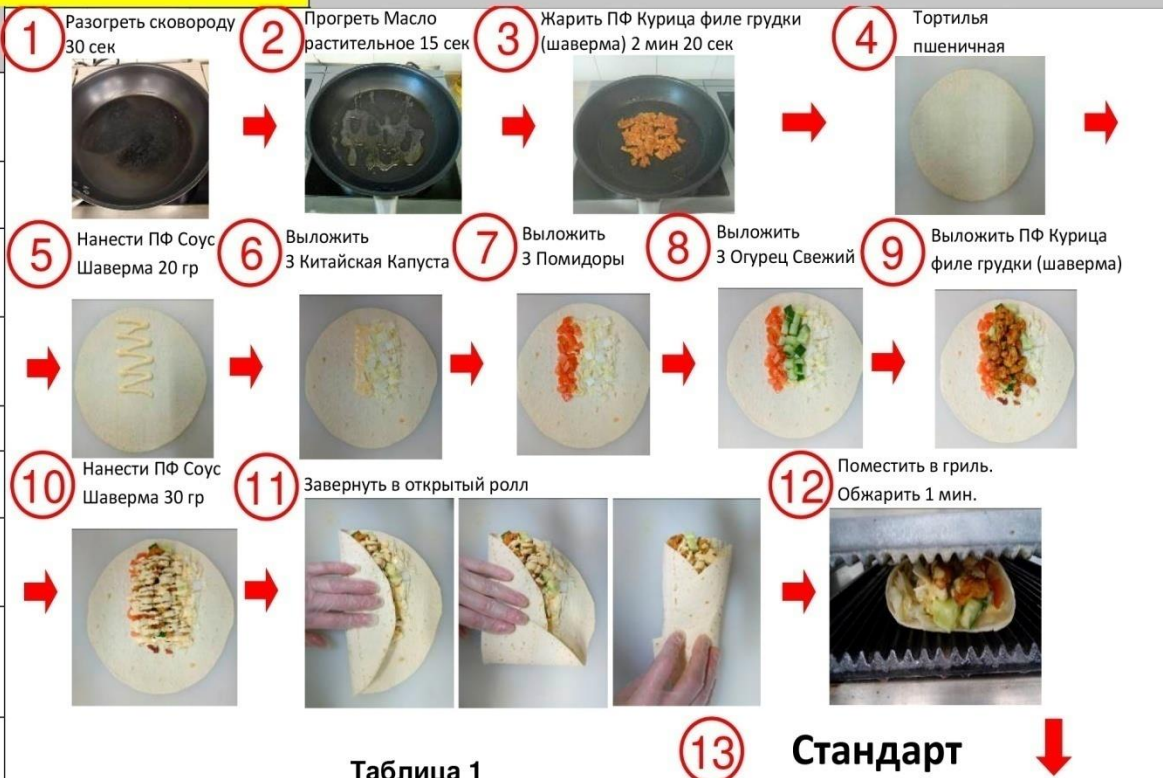 1
Разогреть сковороду
30 сек
2
Прогреть Масло
растительное 15 сек
3
Жарить ПФ Курица филе грудки
(шаверма) 2 мин 20 сек
4
Тортилья
пшеничная
5
Нанести ПФ Соус
Шаверма 20 гр
6
Выложить
З Китайская Капуста
7
Выложить
З Помидоры
8
Выложить
З Огурец Свежий
9
Выложить ПФ Курица
филе грудки (шаверма)
10
Нанести ПФ Соус
Шаверма 30 гр
11
Завернуть в открытый ролл
12
Поместить в гриль.
Обжарить 1 мин.
13
Стандарт
Таблица 1